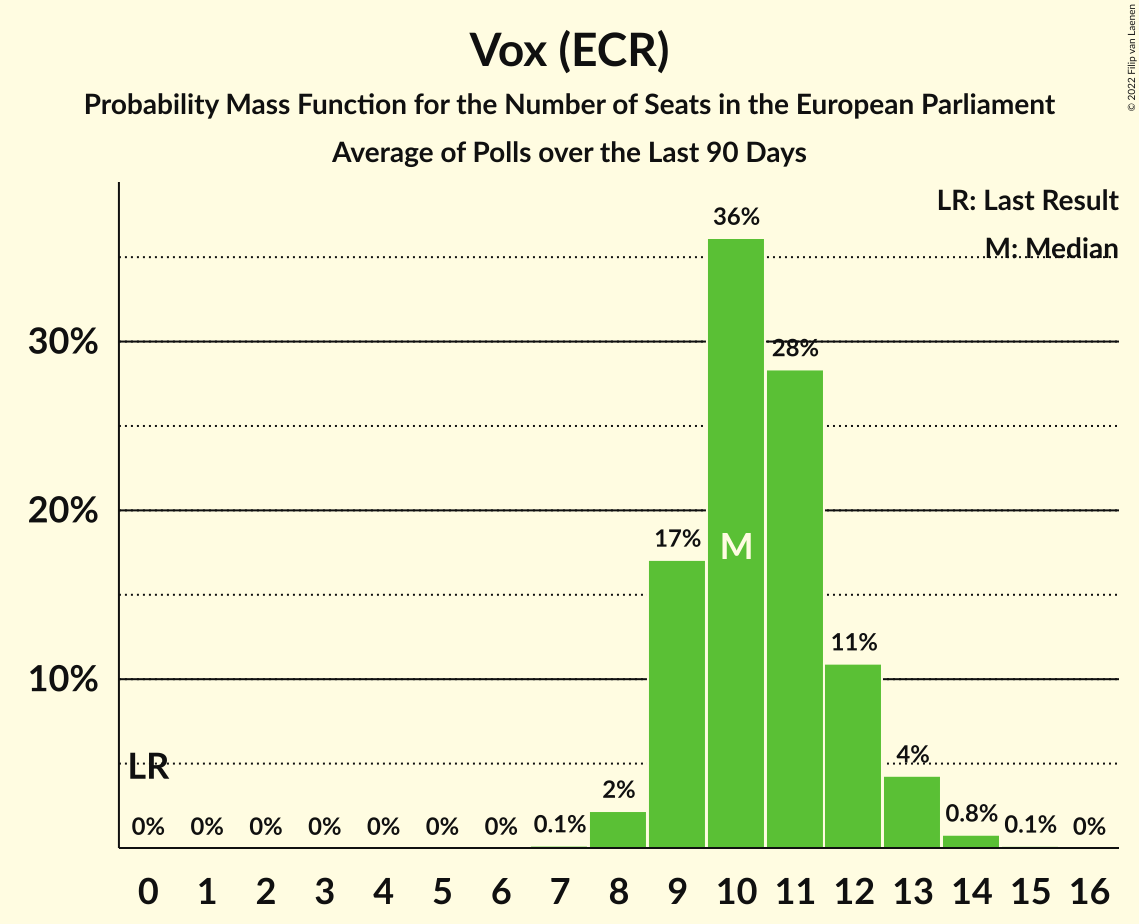 Vox (ECR)
Probability Mass Function for the Number of Seats in the European Parliament
Average of Polls over the Last 90 Days
© 2022 Filip van Laenen
LR: Last Result
M: Median
36%
30%
28%
20%
17%
M
11%
10%
LR
4%
2%
0% 0% 0% 0% 0% 0% 0% 0.1% 0.8% 0.1% 0%
0 1 2 3 4 5 6 7 8 9 10 11 12 13 14 15 16